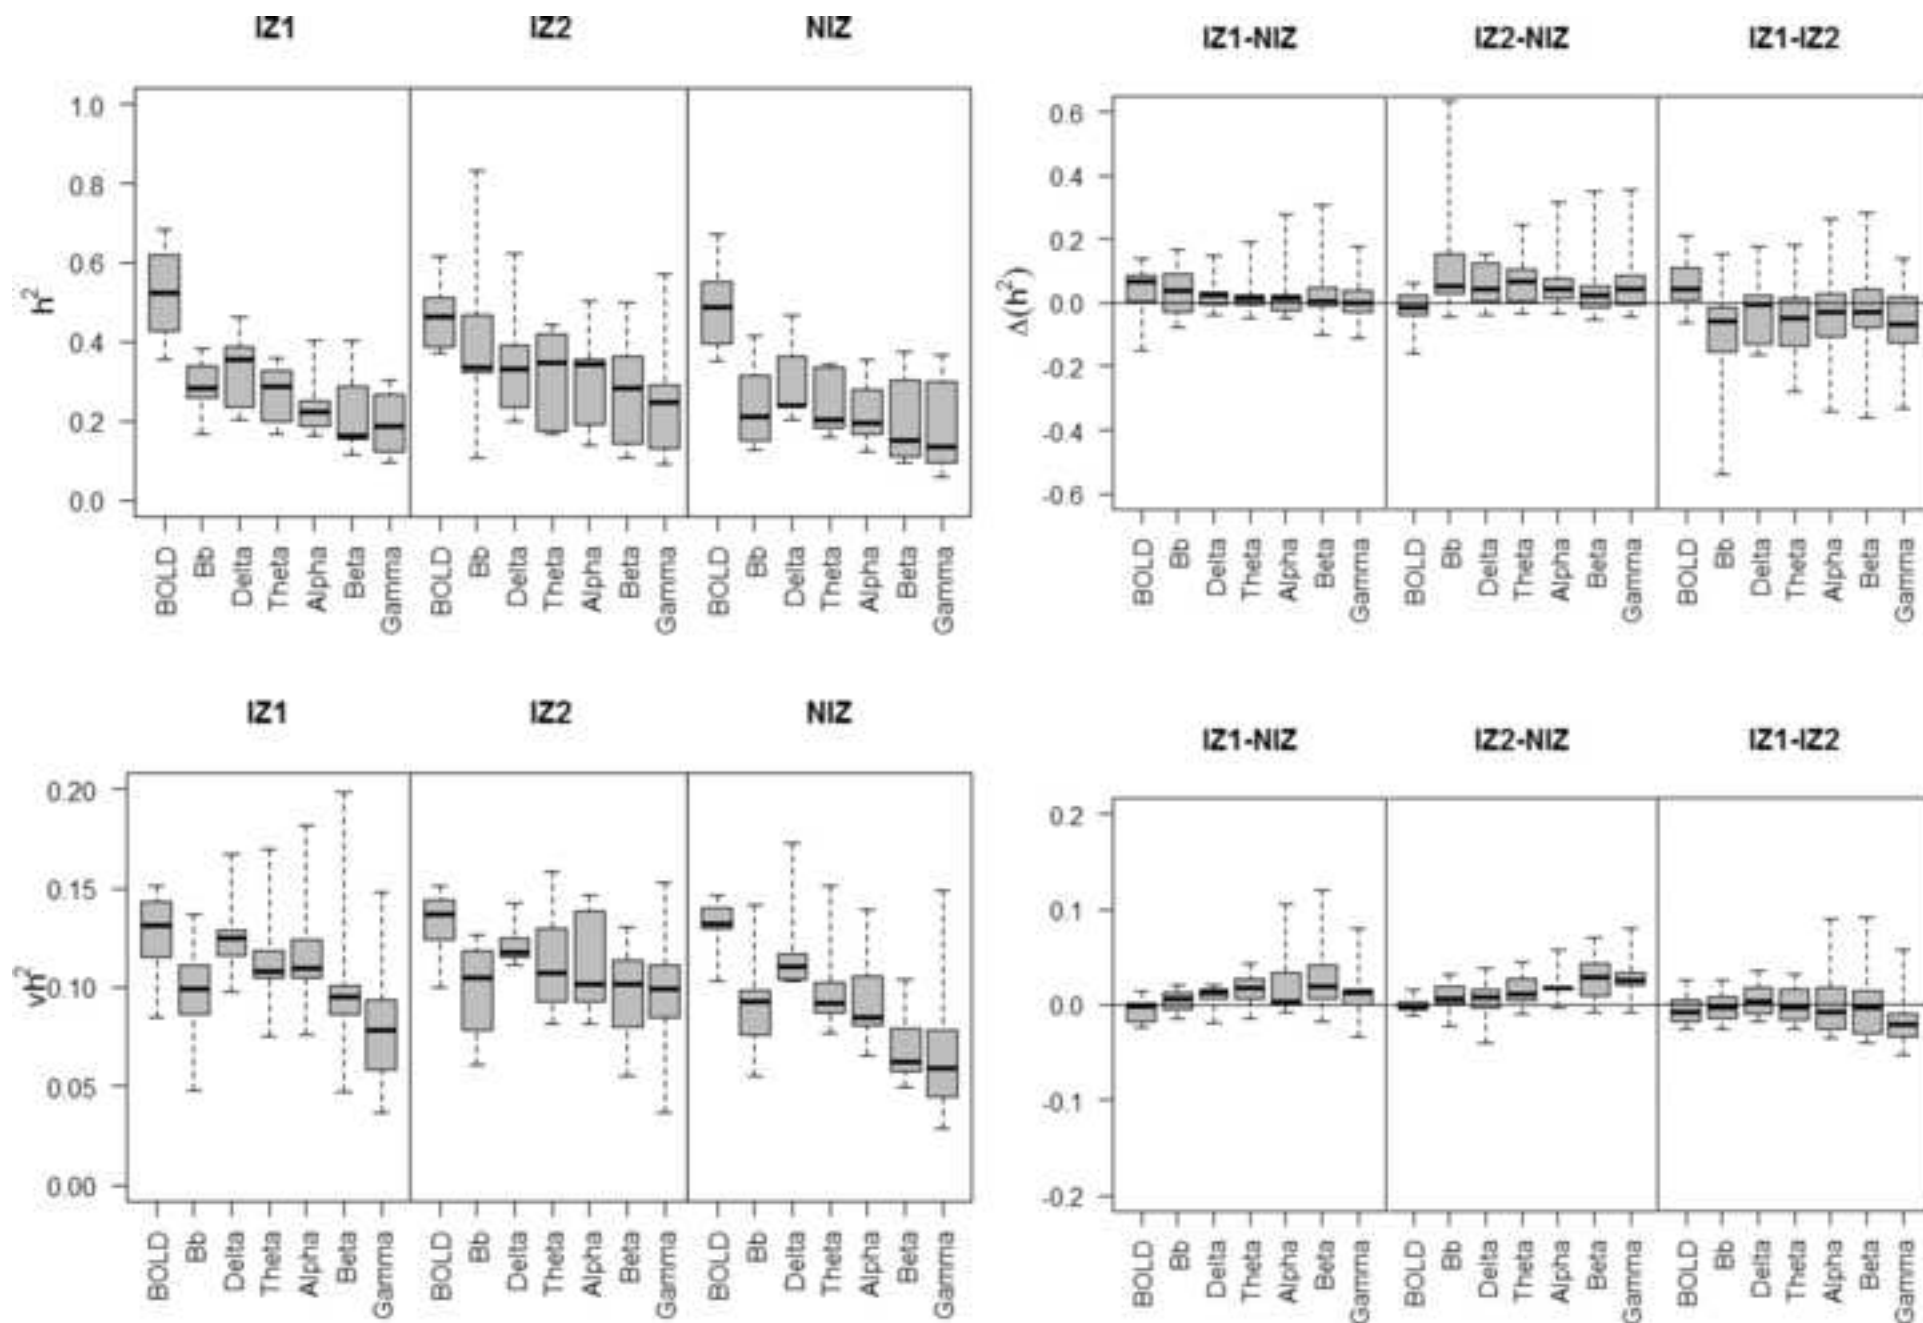 IZ1 IZ2 NIZ
h²
1.0
0.8
0.6
0.4
0.2
0.0
BOLD Bb Delta Theta Alpha Beta Gamma BOLD Bb Delta Theta Alpha Beta Gamma BOLD Bb Delta Theta Alpha Beta Gamma
IZ1-NIZ IZ2-NIZ IZ1-IZ2
Δ(h²)
0.6
0.4
0.2
0.0
-0.2
-0.4
-0.6
BOLD Bb Delta Theta Alpha Beta Gamma BOLD Bb Delta Theta Alpha Beta Gamma BOLD Bb Delta Theta Alpha Beta Gamma
IZ1 IZ2 NIZ
vh²
0.20
0.15
0.10
0.05
0.00
BOLD Bb Delta Theta Alpha Beta Gamma BOLD Bb Delta Theta Alpha Beta Gamma BOLD Bb Delta Theta Alpha Beta Gamma
IZ1-NIZ IZ2-NIZ IZ1-IZ2
0.2
0.1
0.0
-0.1
-0.2
BOLD Bb Delta Theta Alpha Beta Gamma BOLD Bb Delta Theta Alpha Beta Gamma BOLD Bb Delta Theta Alpha Beta Gamma